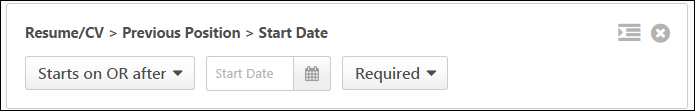 Resume/CV > Previous Position > Start Date
Starts on OR after Start Date Required